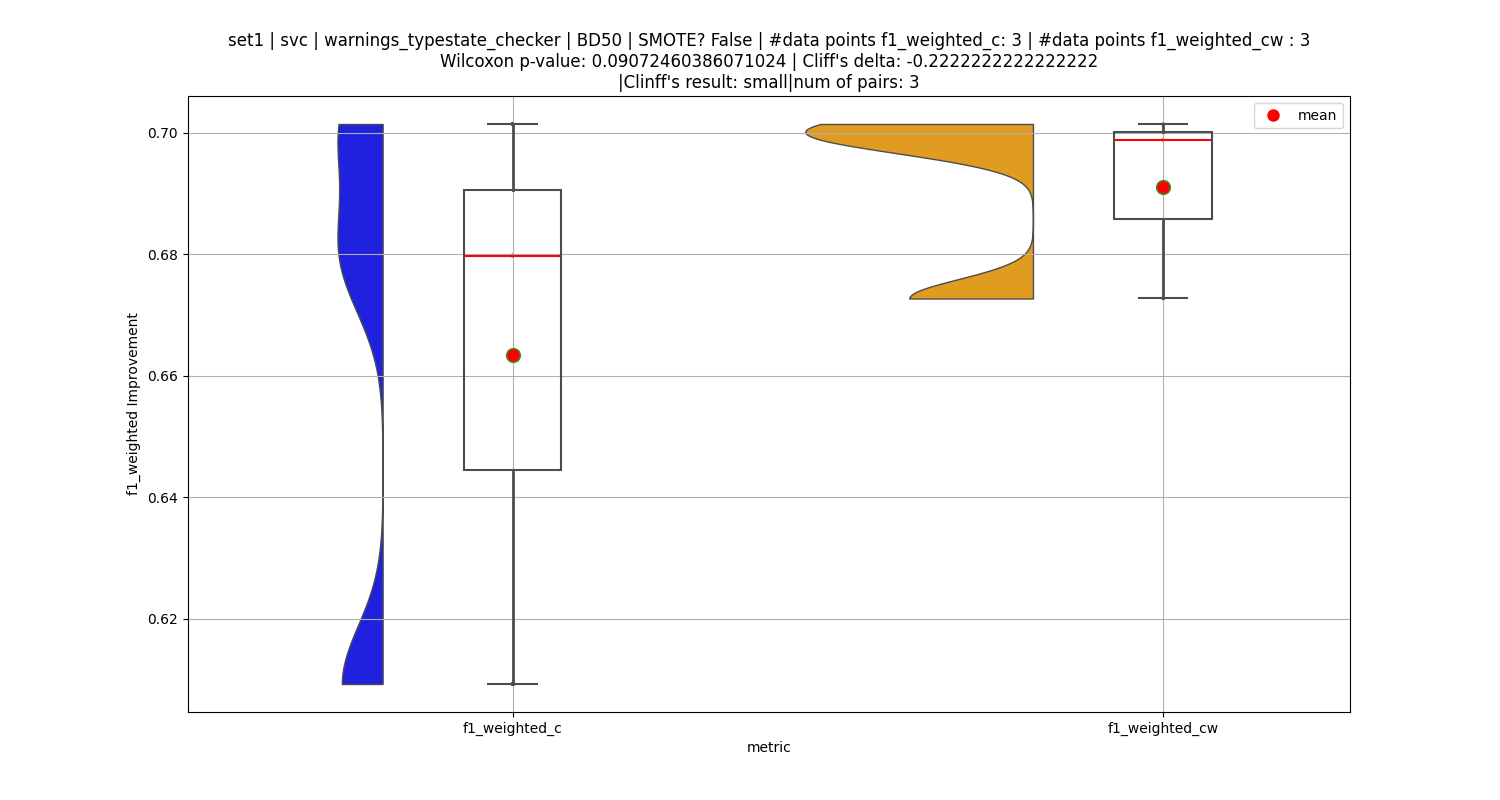 set1 | svc | warnings_typestate_checker | BD50 | SMOTE? False | #data points f1_weighted_c: 3 | #data points f1_weighted_cw : 3
Wilcoxon p-value: 0.09072460386071024 | Cliff's delta: -0.2222222222222222
|Clinff's result: small|num of pairs: 3
mean
0.70
0.68
0.66
0.64
0.62
f1_weighted Improvement
f1_weighted_c
f1_weighted_cw
metric